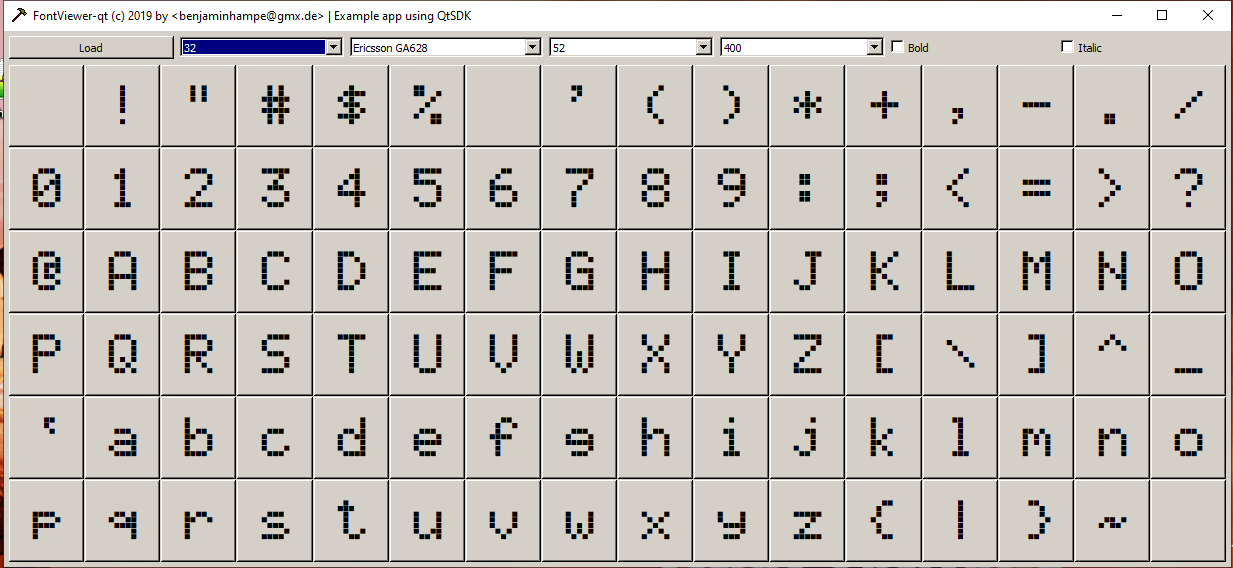 FontViewer-qt (c) 2019 by <benjaminhampe@gmx.de> | Example app using QtSDK
Load 32 Ericsson GA628 52 400 Bold Italic
! " # $ % ' ( ) * + , - . /
0 1 2 3 4 5 6 7 8 9 : ; < = > ?
@ A B C D E F G H I J K L M N O
P Q R S T U V W X Y Z [ \ ] ^ _
` a b c d e f g h i j k l m n o
p q r s t u v w x y z { | } ~